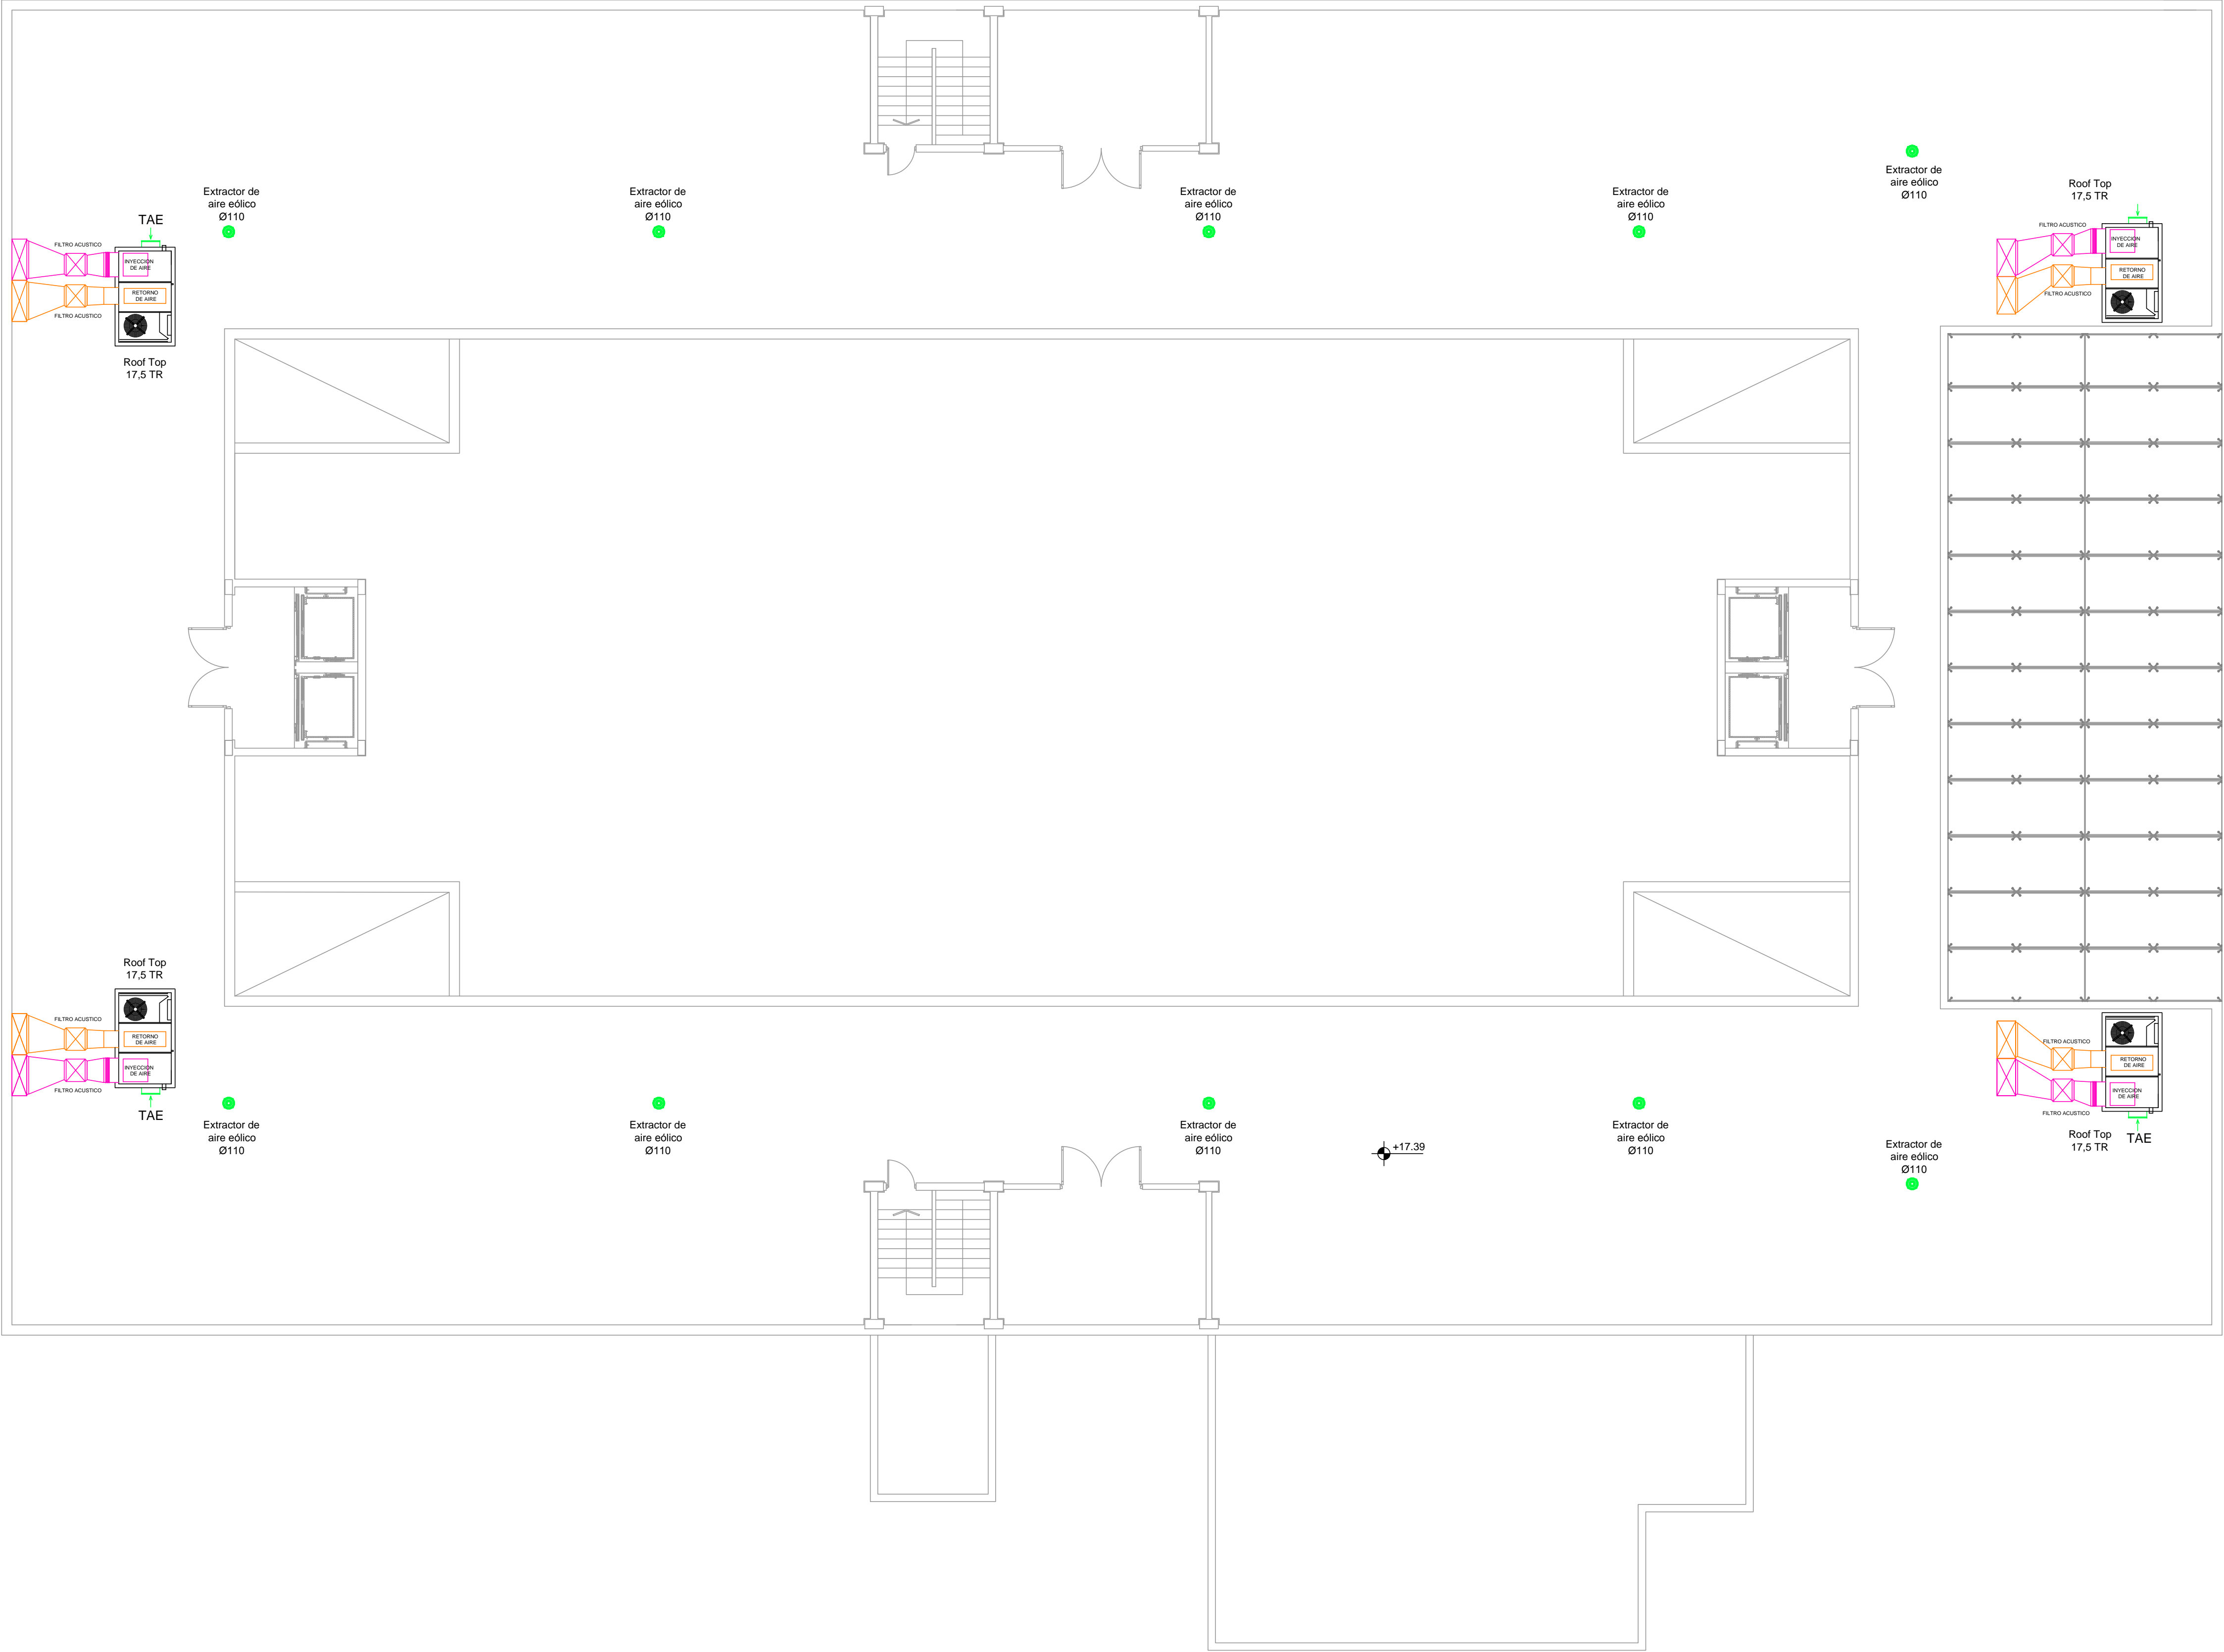 Extractor de
aire eólico
Ø110
Roof Top
17,5 TR
Extractor de
aire eólico
Ø110
Extractor de
aire eólico
Ø110
Extractor de
aire eólico
Ø110
Extractor de
aire eólico
Ø110
TAE
FILTRO ACUSTICO
INYECCION
DE AIRE
RETORNO
DE AIRE
FILTRO ACUSTICO
Roof Top
17,5 TR
FILTRO ACUSTICO
INYECCION
DE AIRE
RETORNO
DE AIRE
FILTRO ACUSTICO
Roof Top
17,5 TR
FILTRO ACUSTICO
RETORNO
DE AIRE
INYECCION
DE AIRE
FILTRO ACUSTICO
TAE
FILTRO ACUSTICO
RETORNO
DE AIRE
INYECCION
DE AIRE
FILTRO ACUSTICO
Roof Top
17,5 TR
TAE
Extractor de
aire eólico
Ø110
Extractor de
aire eólico
Ø110
Extractor de
aire eólico
Ø110
+17.39
Extractor de
aire eólico
Ø110
Extractor de
aire eólico
Ø110